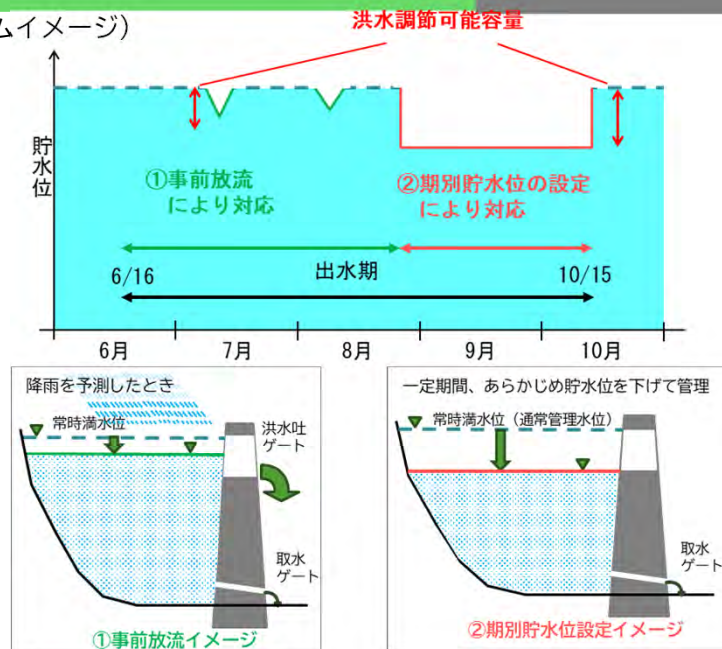 ムイメージ）
洪水調節可能容量
貯水位
①事前放流
により対応
②期別貯水位の設定
により対応
6/16
出水期
10/15
6月
7月
8月
9月
10月
降雨を予測したとき
常時満水位
洪水吐
ゲート
取水
ゲート
①事前放流イメージ
一定期間、あらかじめ貯水位を下げて管理
常時満水位（通常管理水位）
取水
ゲート
②期別貯水位設定イメージ